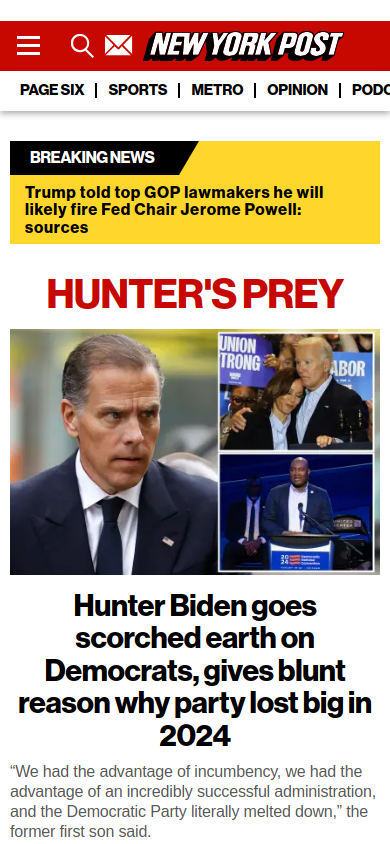 NEW YORK POST
PAGE SIX
SPORTS
METRO
OPINION
PODC
BREAKING NEWS
Trump told top GOP lawmakers he will
likely fire Fed Chair Jerome Powell:
sources
HUNTER'S PREY
UNION
TRONG
ABOR
2024
Hunter Biden goes
scorched earth on
Democrats, gives blunt
reason why party lost big in
2024
“We had the advantage of incumbency, we had the
advantage of an incredibly successful administration,
and the Democratic Party literally melted down,” the
former first son said.